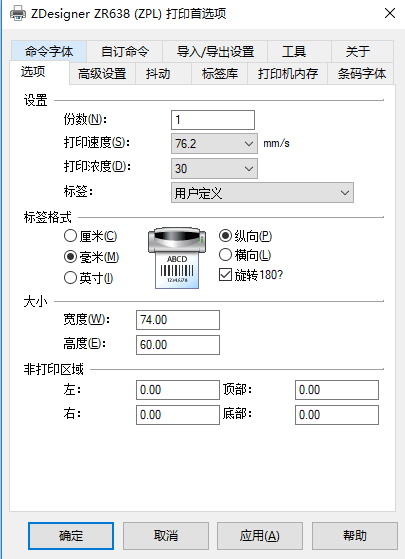 ZDesigner ZR638 (ZPL) 打印首选项
命令字体 自订命令 导入/导出设置 工具 关于
选项 高级设置 抖动 标签库 打印机内存 条码字体
设置
份数(N): 1
打印速度(S): 76.2 mm/s
打印浓度(D): 30
标签: 用户定义
标签格式
厘米(C) 纵向(P)
毫米(M) 横向(L)
英寸(I) 旋转180?
ABCD
12345678
大小
宽度(W): 74.00
高度(E): 60.00
非打印区域
左: 0.00 顶部: 0.00
右: 0.00 底部: 0.00
确定 取消 应用(A) 帮助